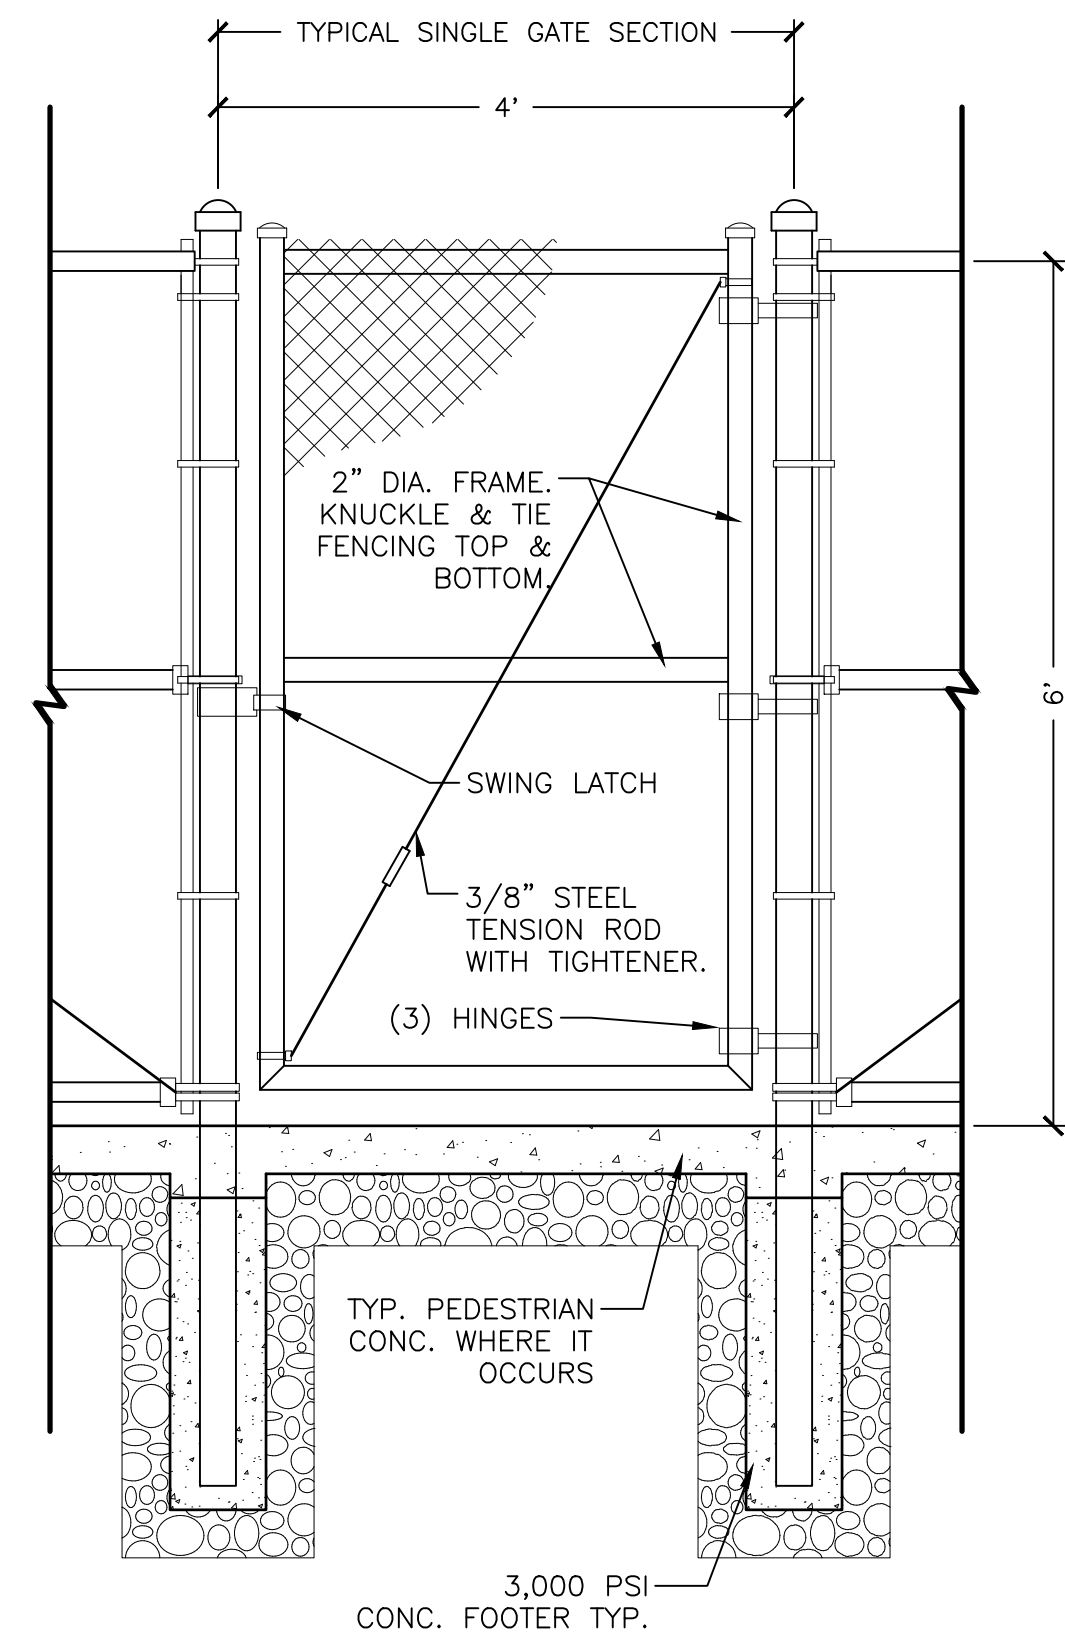 TYPICAL SINGLE GATE SECTION
4'
2" DIA. FRAME.
KNUCKLE & TIE
FENCING TOP &
BOTTOM.
6'
SWING LATCH
3/8" STEEL
TENSION ROD
WITH TIGHTENER.
(3) HINGES
TYP. PEDESTRIAN
CONC. WHERE IT
OCCURS
3,000 PSI
CONC. FOOTER TYP.